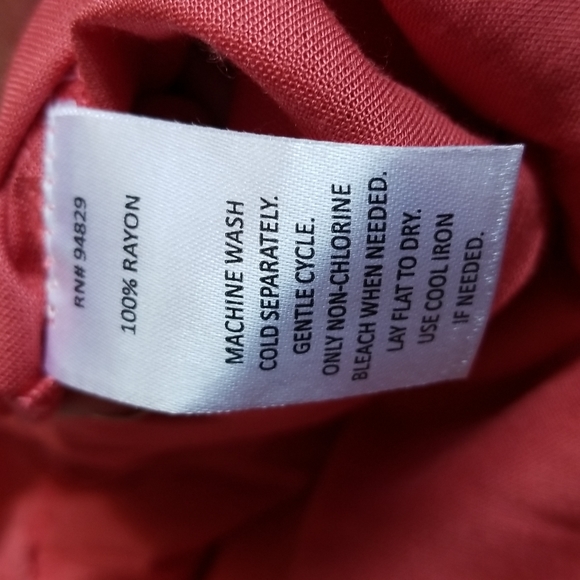 RN# 94829
100% RAYON
MACHINE WASH
COLD SEPARATELY.
GENTLE CYCLE.
ONLY NON-CHLORINE
BLEACH WHEN NEEDED.
LAY FLAT TO DRY.
USE COOL IRON
IF NEEDED.